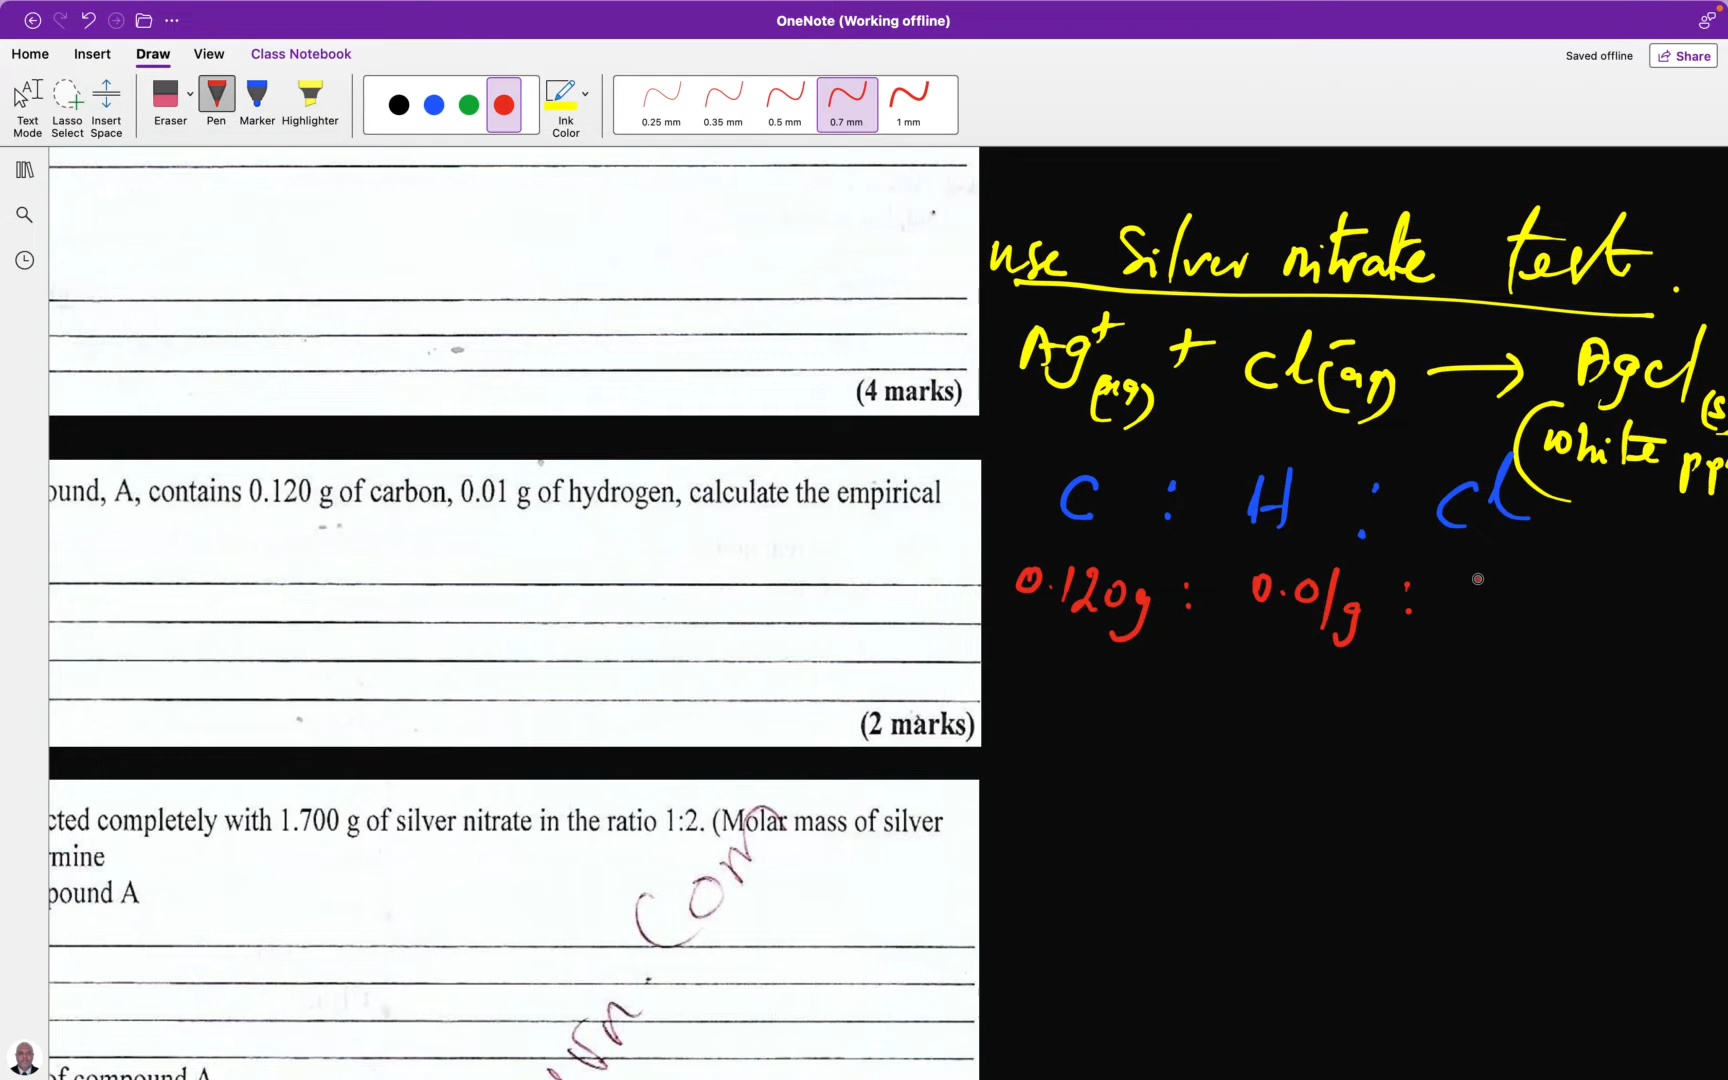 OneNote (Working offline)
Home Insert Draw View Class Notebook
Saved offline Share
Text Mode
Lasso Select
Insert Space
Eraser
Pen
Marker
Highlighter
Ink Color
0.25 mm 0.35 mm 0.5 mm 0.7 mm 1 mm
use Silver nitrate test.
Ag+(aq) + Cl-(aq) → Agcl(s
(white pp
(4 marks)
ound, A, contains 0.120 g of carbon, 0.01 g of hydrogen, calculate the empirical
C : H : Cl
0.120g : 0.01g :
(2 marks)
cted completely with 1.700 g of silver nitrate in the ratio 1:2. (Molar mass of silver
rmine
pound A
. Com
of compound A